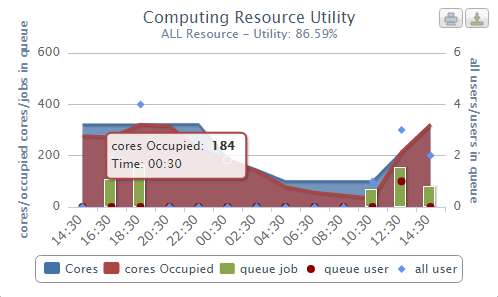 Computing Resource Utility
ALL Resource - Utility: 86.59%
cores/occupied cores/jobs in queue
600
400
200
0
6
4
2
0
all users/users in queue
cores Occupied: 184
Time: 00:30
14:30
16:30
18:30
20:30
22:30
00:30
02:30
04:30
06:30
08:30
10:30
12:30
14:30
Cores
cores Occupied
queue job
queue user
all user